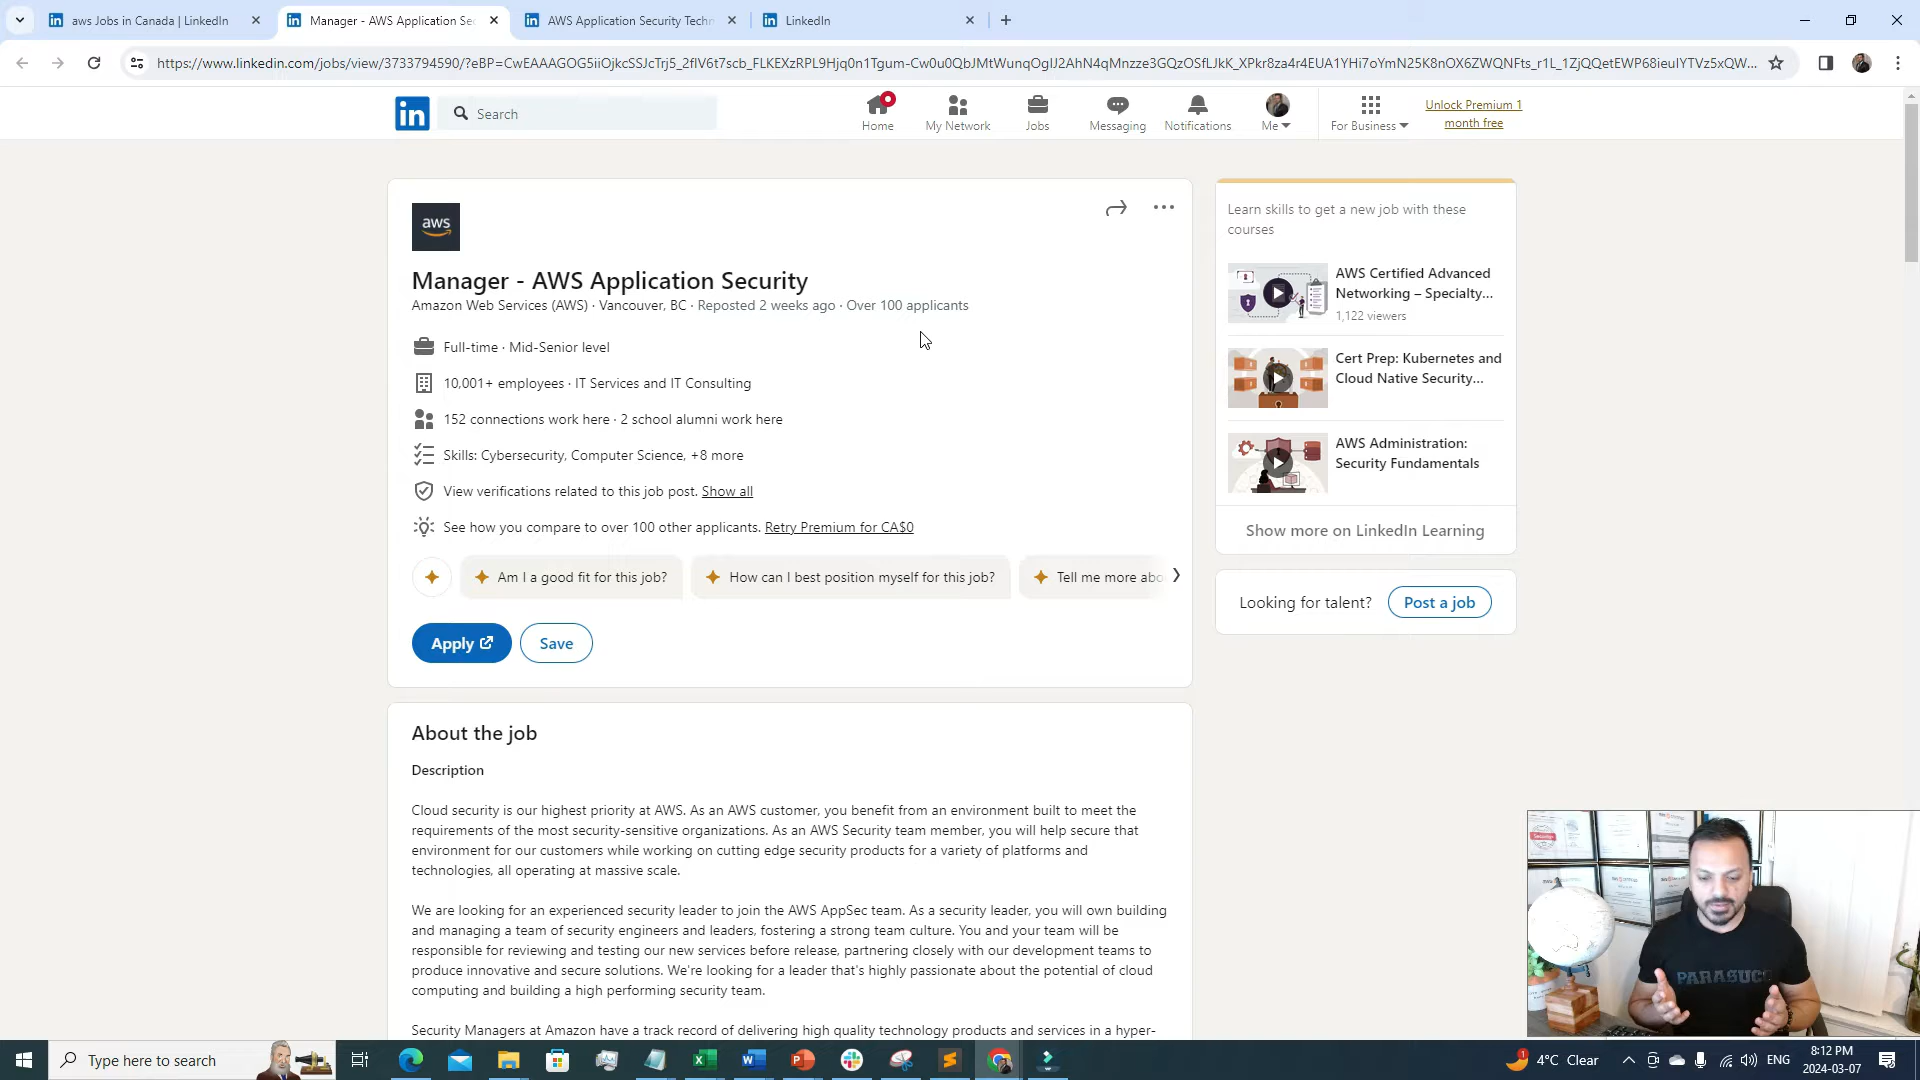 aws Jobs in Canada | LinkedIn
Manager - AWS Application Sec
AWS Application Security Techn
LinkedIn
https://www.linkedin.com/jobs/view/3733794590/?eBP=
Search
Home
My Network
Jobs
Messaging
Notifications
Me
For Business
Unlock Premium 1
month free
aws
Manager - AWS Application Security
Amazon Web Services (AWS) · Vancouver, BC · Reposted 2 weeks ago · Over 100 applicants
Full-time · Mid-Senior level
10,001+ employees · IT Services and IT Consulting
152 connections work here · 2 school alumni work here
Skills: Cybersecurity, Computer Science, +8 more
View verifications related to this job post. Show all
See how you compare to over 100 other applicants. Retry Premium for CA$0
Am I a good fit for this job?
How can I best position myself for this job?
Tell me more abo
Apply
Save
Learn skills to get a new job with these
courses
AWS Certified Advanced
Networking – Specialty...
1,122 viewers
Cert Prep: Kubernetes and
Cloud Native Security...
AWS Administration:
Security Fundamentals
Show more on LinkedIn Learning
Looking for talent?
Post a job
About the job
Description
Cloud security is our highest priority at AWS. As an AWS customer, you benefit from an environment built to meet the
requirements of the most security-sensitive organizations. As an AWS Security team member, you will help secure that
environment for our customers while working on cutting edge security products for a variety of platforms and
technologies, all operating at massive scale.
We are looking for an experienced security leader to join the AWS AppSec team. As a security leader, you will own building
and managing a team of security engineers and leaders, fostering a strong team culture. You and your team will be
responsible for reviewing and testing our new services before release, partnering closely with our development teams to
produce innovative and secure solutions. We're looking for a leader that's highly passionate about the potential of cloud
computing and building a high performing security team.
Security Managers at Amazon have a track record of delivering high quality technology products and services in a hyper-
PARASUCO
Type here to search
1
4°C Clear
ENG
8:12 PM
2024-03-07